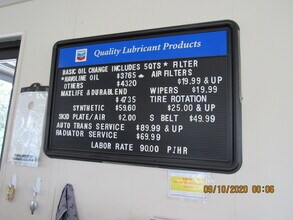 Quality Lubricant Products
BASIC OIL CHANGE INCLUDES 5QTS * FILTER
*HAVOLINE OIL $3765 AIR FILTERS
OTHERS $4320 $19.99 & UP
MAXLIFE & DURABLEND WIPERS $19.99
$4735 TIRE ROTATION
SYNTHETIC $59.60 $25.00 & UP
SKID PLATE/AIR $2.00 S BELT $49.99
AUTO TRANS SERVICE $89.99 & UP
RADIATOR SERVICE $69.99
LABOR RATE 90.00 P/HR
09/10/2020 00:06